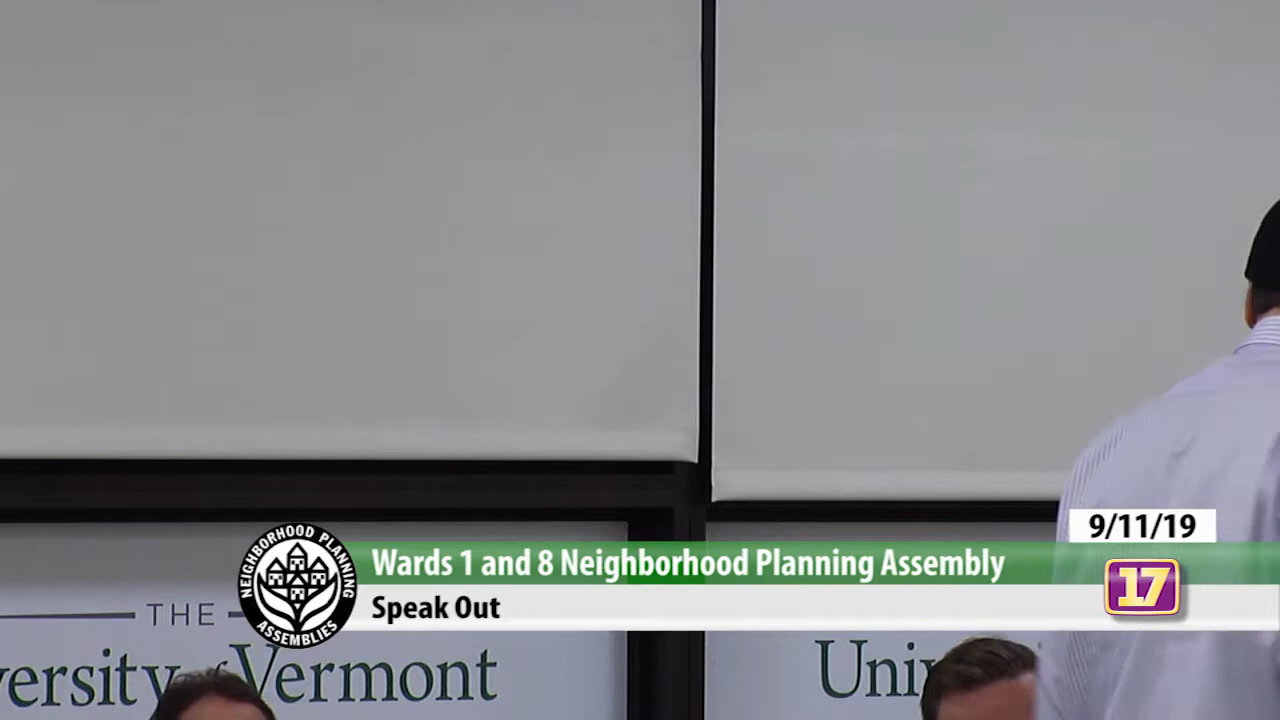 9/11/19
Wards 1 and 8 Neighborhood Planning Assembly
17
Speak Out
NEIGHBORHOOD PLANNING
ASSEMBLIES
THE
versity of Vermont
Uni